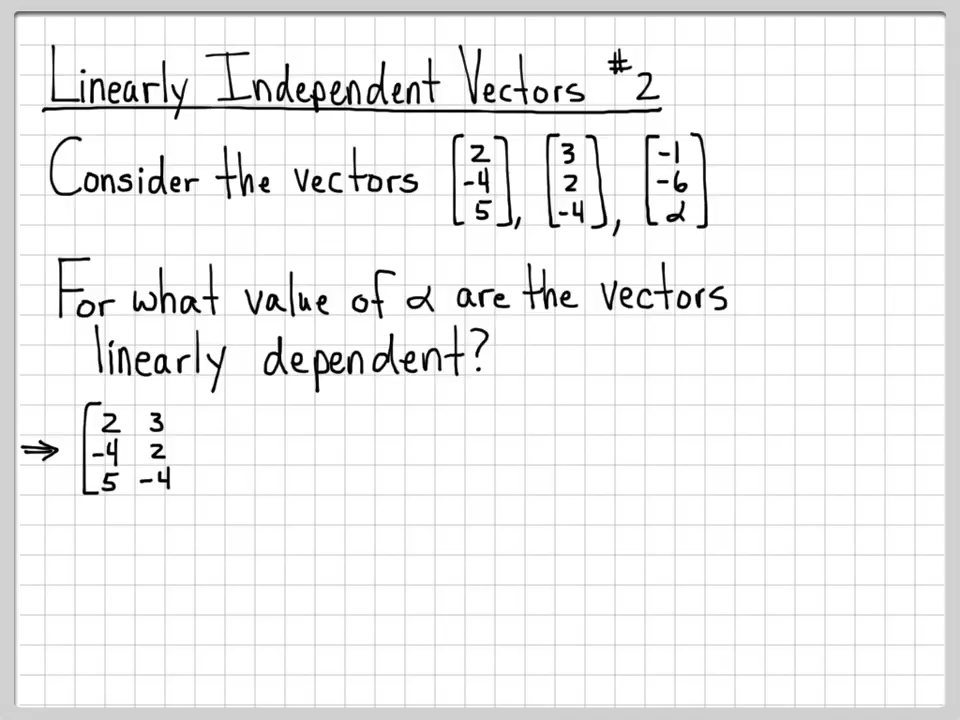 Linearly Independent Vectors #2
Consider the vectors [2 -4 5], [3 2 -4], [-1 -6 α]
For what value of α are the vectors
linearly dependent?
⇒ [2 3
-4 2
5 -4